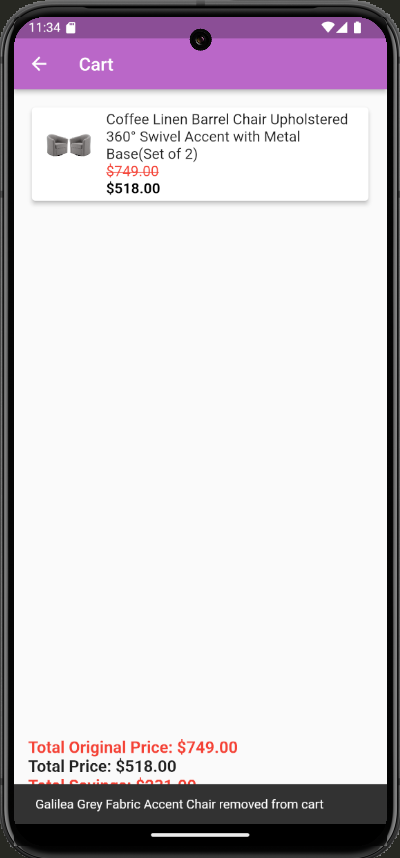 11:34
Cart
Coffee Linen Barrel Chair Upholstered
360° Swivel Accent with Metal
Base(Set of 2)
$749.00
$518.00
Total Original Price: $749.00
Total Price: $518.00
Total Savings: $231.00
Galilea Grey Fabric Accent Chair removed from cart